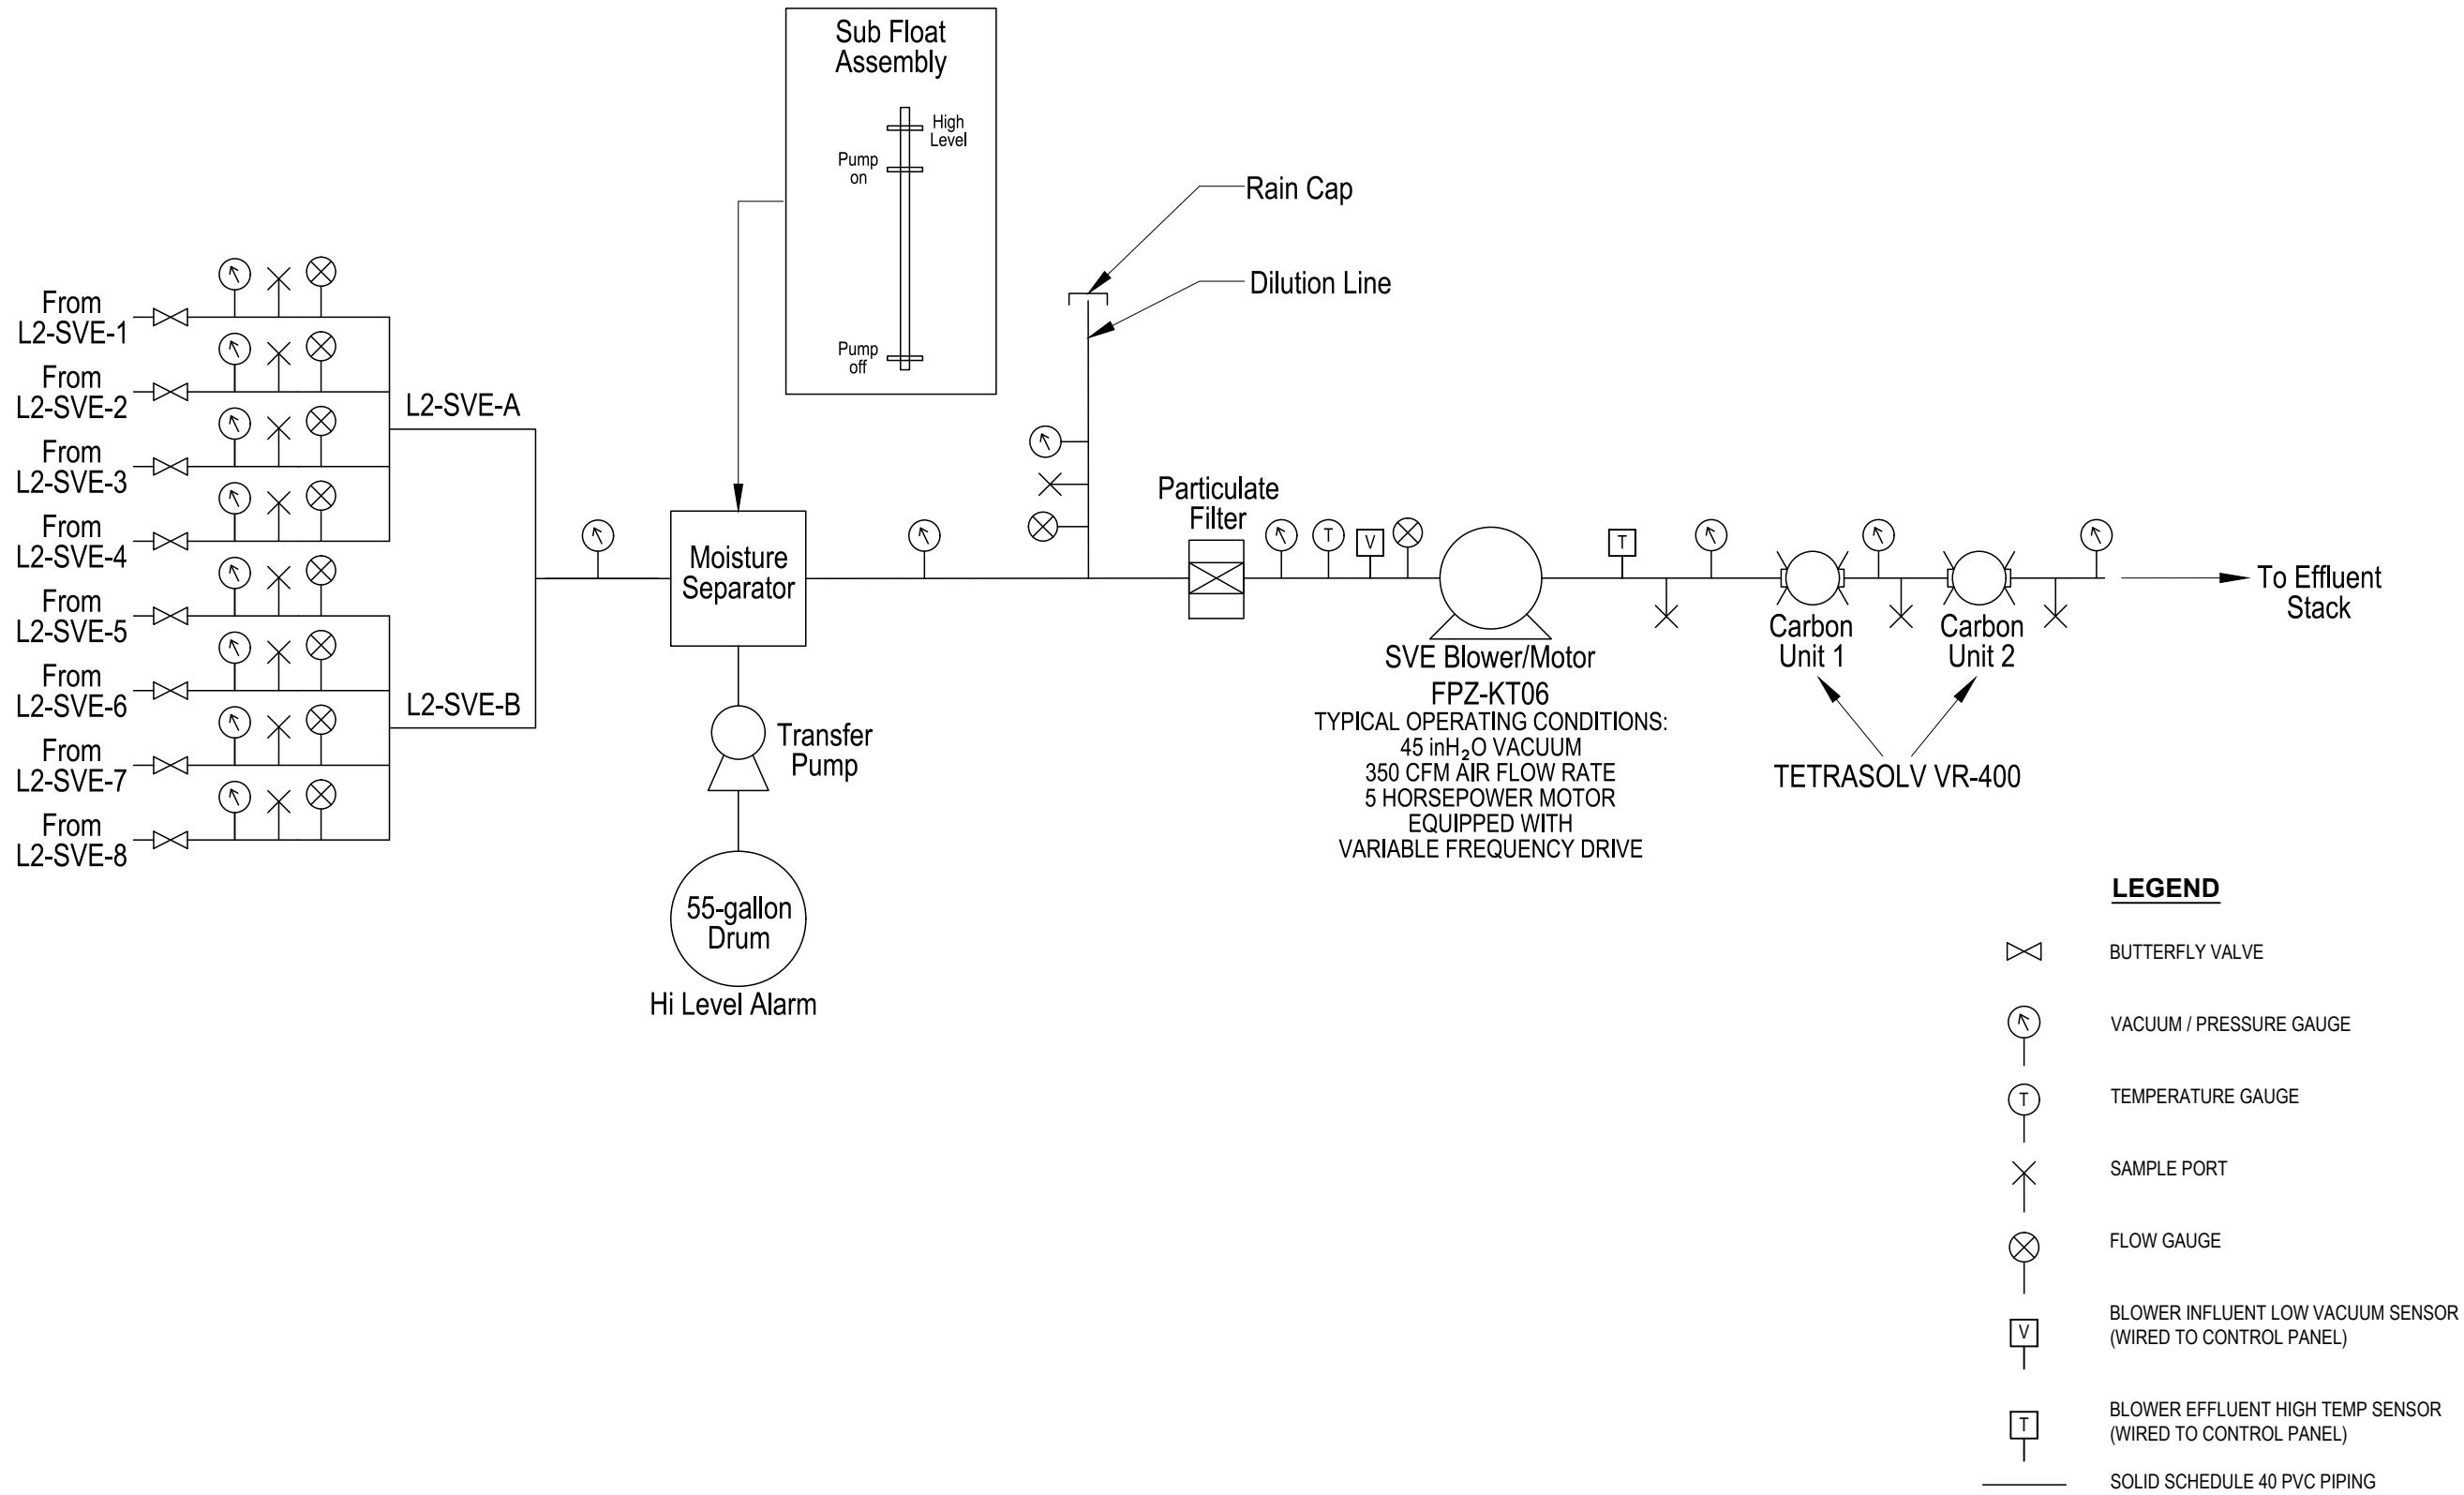 Sub Float
Assembly
High
Level
Pump
on
Pump
off
Rain Cap
Dilution Line
From
L2-SVE-1
From
L2-SVE-2
From
L2-SVE-3
From
L2-SVE-4
From
L2-SVE-5
From
L2-SVE-6
From
L2-SVE-7
From
L2-SVE-8
L2-SVE-A
L2-SVE-B
Moisture
Separator
Transfer
Pump
55-gallon
Drum
Hi Level Alarm
Particulate
Filter
T
V
SVE Blower/Motor
FPZ-KT06
TYPICAL OPERATING CONDITIONS:
45 inH₂O VACUUM
350 CFM AIR FLOW RATE
5 HORSEPOWER MOTOR
EQUIPPED WITH
VARIABLE FREQUENCY DRIVE
T
Carbon
Unit 1
Carbon
Unit 2
TETRASOLV VR-400
To Effluent
Stack
LEGEND
BUTTERFLY VALVE
VACUUM / PRESSURE GAUGE
T
TEMPERATURE GAUGE
SAMPLE PORT
FLOW GAUGE
V
BLOWER INFLUENT LOW VACUUM SENSOR
(WIRED TO CONTROL PANEL)
T
BLOWER EFFLUENT HIGH TEMP SENSOR
(WIRED TO CONTROL PANEL)
SOLID SCHEDULE 40 PVC PIPING